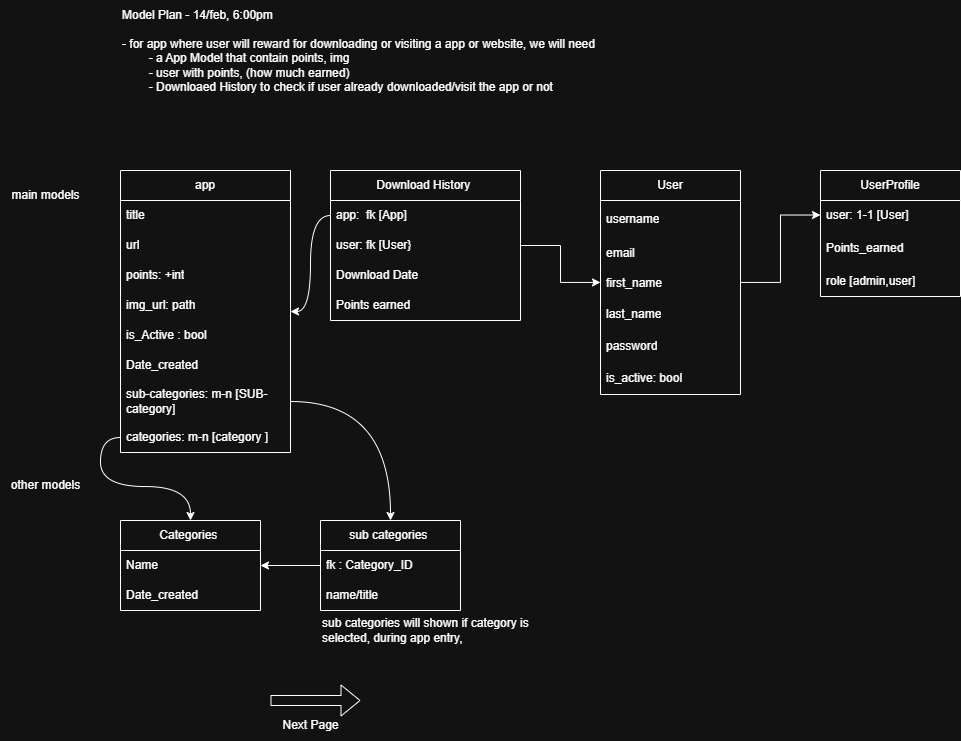 Model Plan - 14/feb, 6:00pm
- for app where user will reward for downloading or visiting a app or website, we will need
- a App Model that contain points, img
- user with points, (how much earned)
- Downloaed History to check if user already downloaded/visit the app or not
main models
app
title
url
points: +int
img_url: path
is_Active : bool
Date_created
sub-categories: m-n [SUB-
category]
categories: m-n [category ]
Download History
app:  fk [App]
user: fk [User}
Download Date
Points earned
User
username
email
first_name
last_name
password
is_active: bool
UserProfile
user: 1-1 [User]
Points_earned
role [admin,user]
other models
Categories
Name
Date_created
sub categories
fk : Category_ID
name/title
sub categories will shown if category is
selected, during app entry,
Next Page